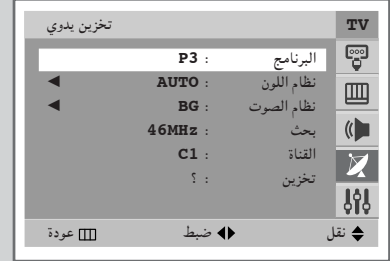 TV تخزين يدوي
البرنامج : P3
نظام اللون : AUTO ◀
نظام الصوت : BG ◀
بحث : 46MHz
القناة : C1
تخزين : ؟
نقل ضبط عودة